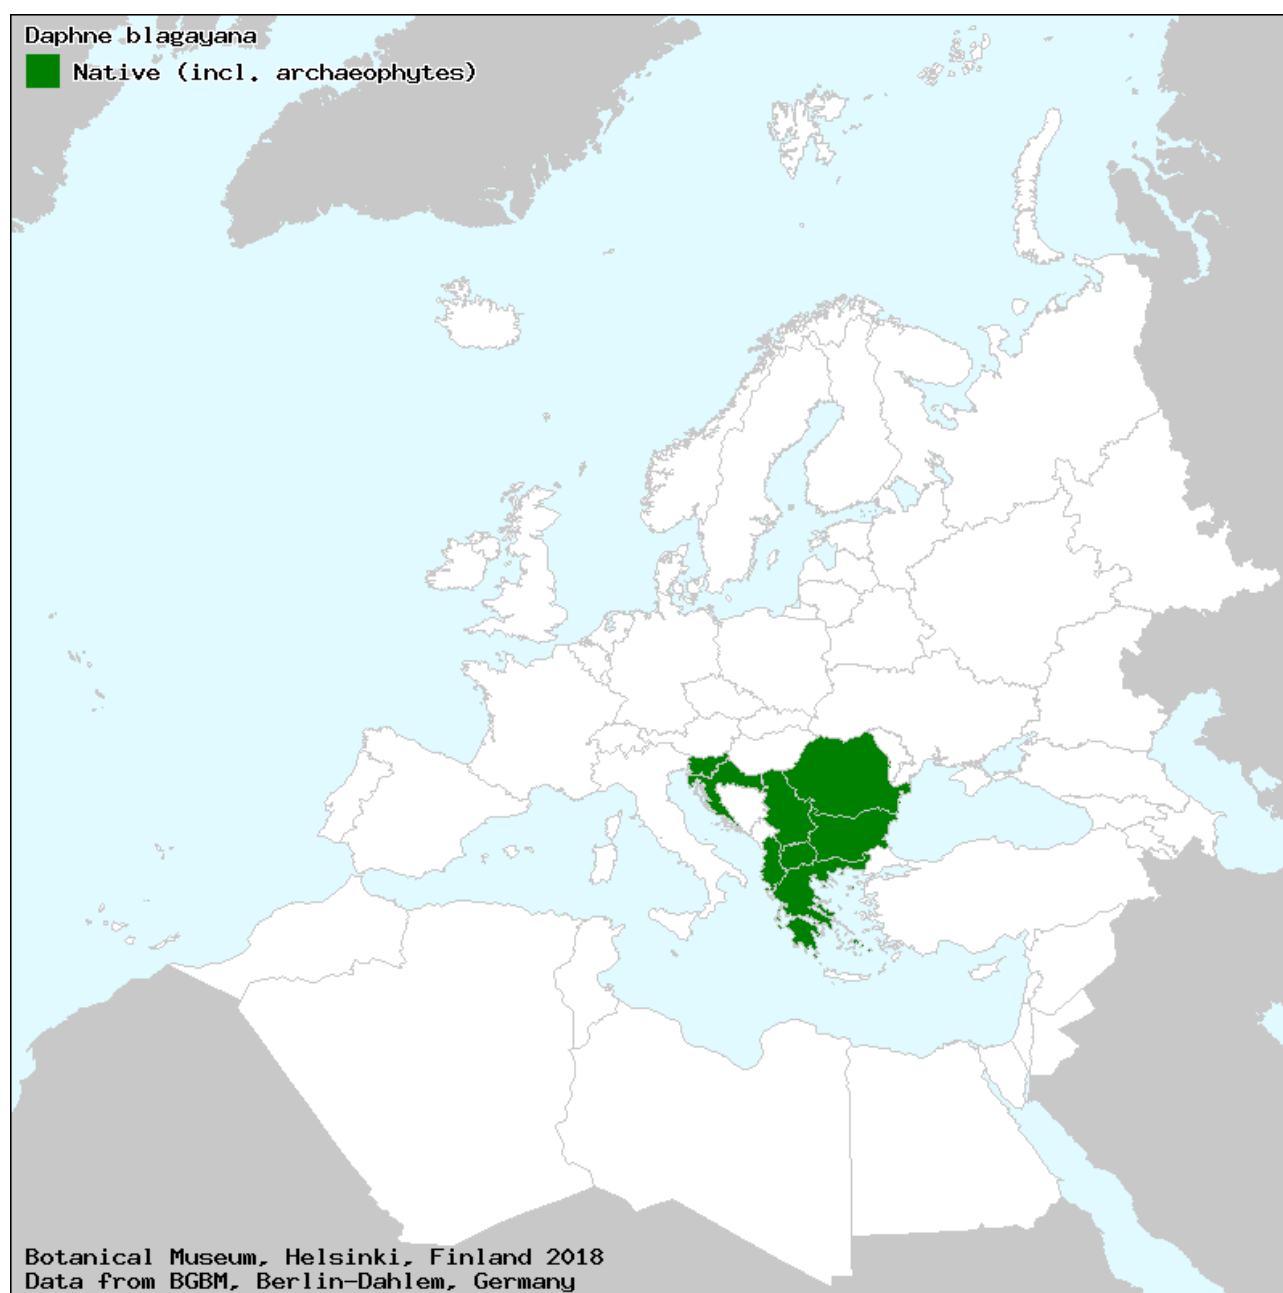 Daphne blagayana
Native (incl. archaeophytes)
Botanical Museum, Helsinki, Finland 2018
Data from BGBM, Berlin-Dahlem, Germany